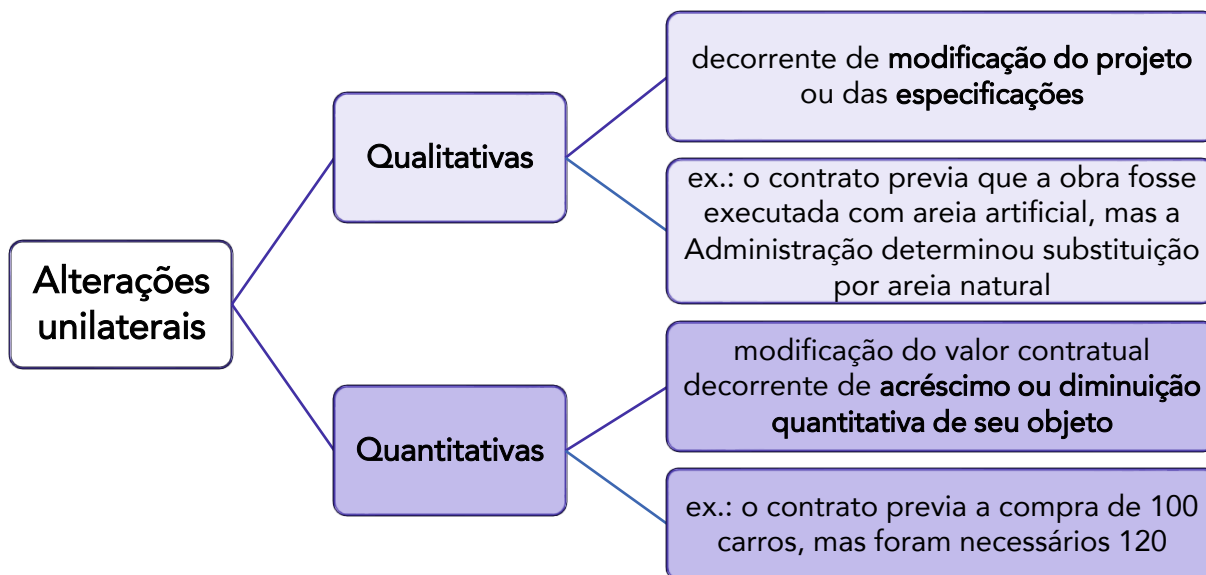 decorrente de modificação do projeto
ou das especificações
Qualitativas
ex.: o contrato previa que a obra fosse
executada com areia artificial, mas a
Administração determinou substituição
por areia natural
Alterações
unilaterais
modificação do valor contratual
decorrente de acréscimo ou diminuição
quantitativa de seu objeto
Quantitativas
ex.: o contrato previa a compra de 100
carros, mas foram necessários 120